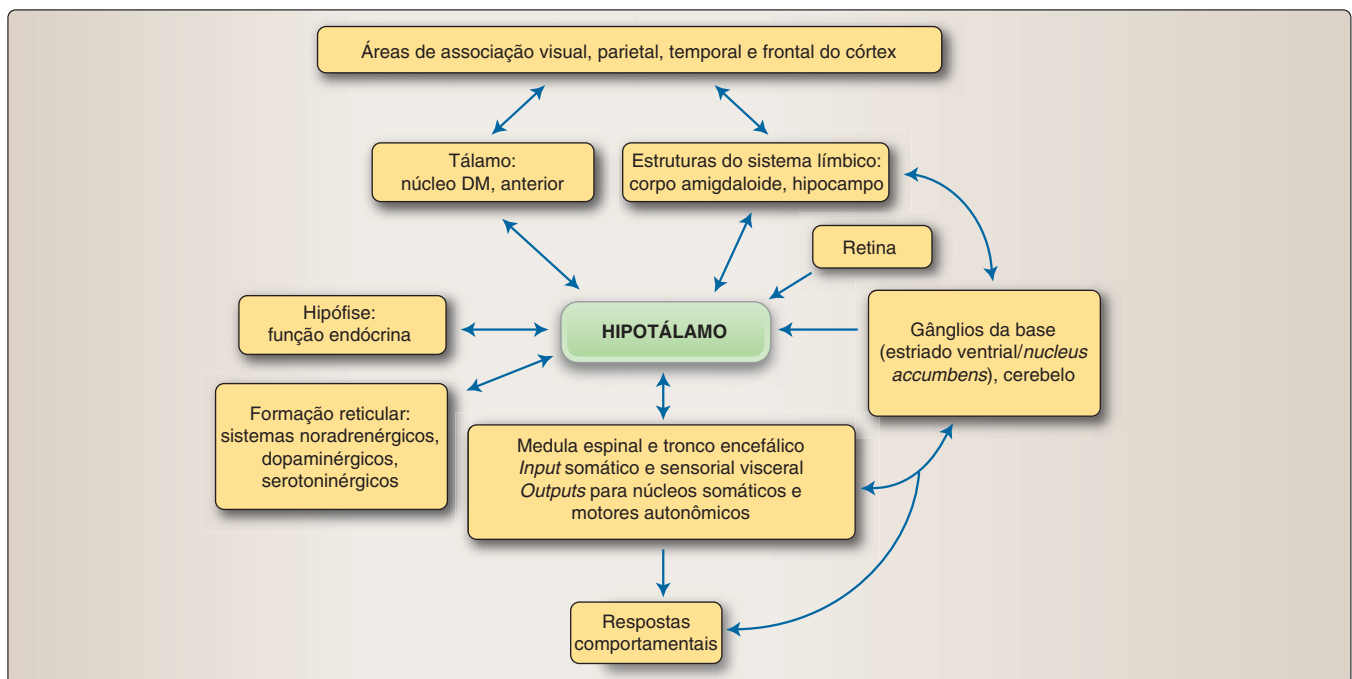 Áreas de associação visual, parietal, temporal e frontal do córtex
Tálamo:
núcleo DM, anterior
Estruturas do sistema límbico:
corpo amigdaloide, hipocampo
Retina
Hipófise:
função endócrina
HIPOTÁLAMO
Gânglios da base
(estriado ventrial/nucleus
accumbens), cerebelo
Formação reticular:
sistemas noradrenérgicos,
dopaminérgicos,
serotoninérgicos
Medula espinal e tronco encefálico
Input somático e sensorial visceral
Outputs para núcleos somáticos e
motores autonômicos
Respostas
comportamentais